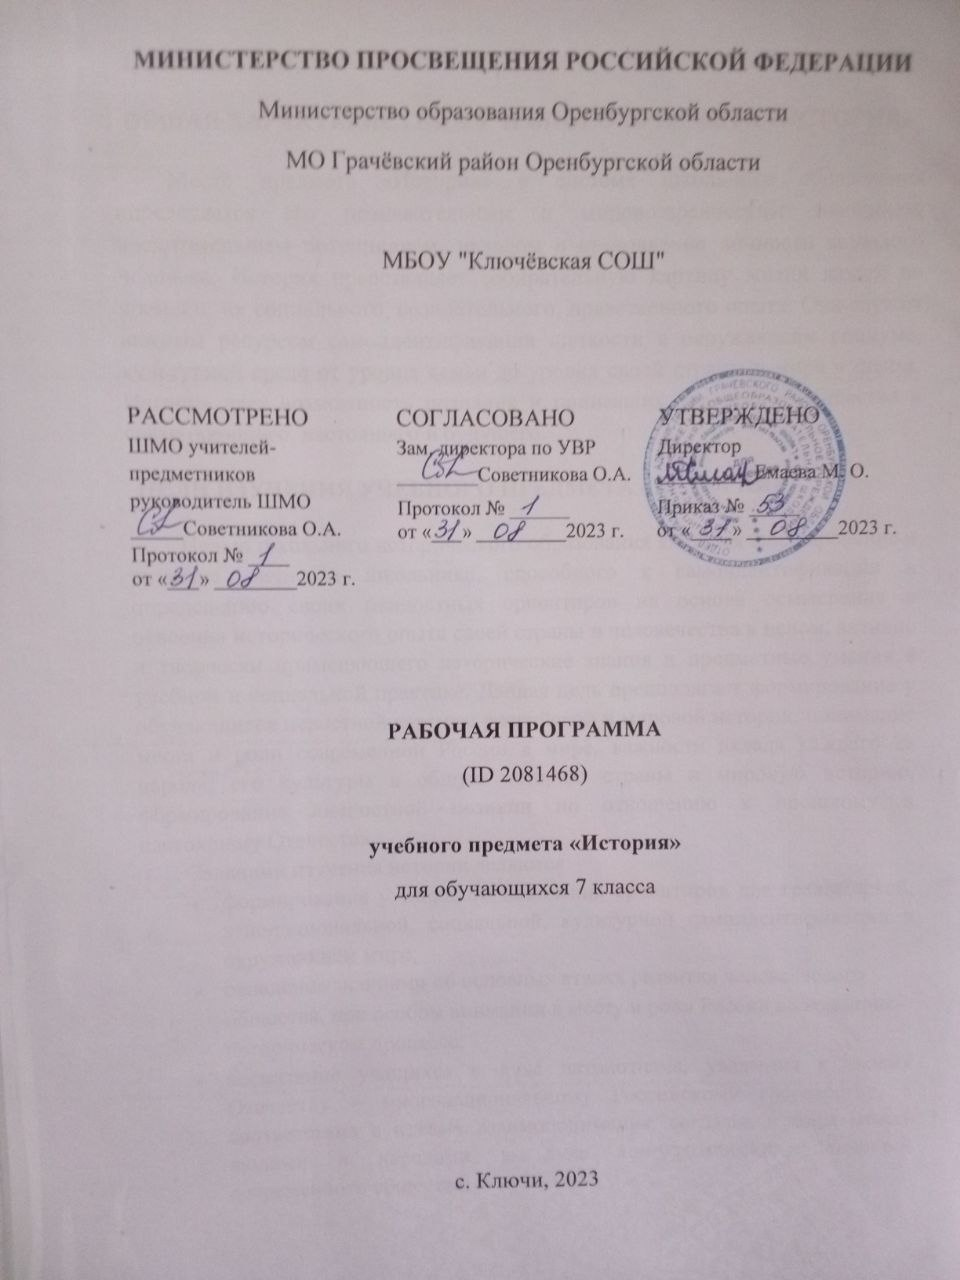 МИНИСТЕРСТВО ПРОСВЕЩЕНИЯ РОССИЙСКОЙ ФЕДЕРАЦИИ
Министерство образования Оренбургской области
МО Грачёвский район Оренбургской области
МБОУ "Ключёвская СОШ"
РАССМОТРЕНО
ШМО учителей-
предметников
руководитель ШМО
Советникова О.А.
Протокол № 1
от «31» 08 2023 г.
СОГЛАСОВАНО
Зам. директора по УВР
Советникова О.А.
Протокол № 1
от «31» 08 2023 г.
УТВЕРЖДЕНО
Директор
Емаева М. О.
Приказ № 53
от «31» 08 2023 г.
РАБОЧАЯ ПРОГРАММА
(ID 2081468)
учебного предмета «История»
для обучающихся 7 класса
с. Ключи, 2023